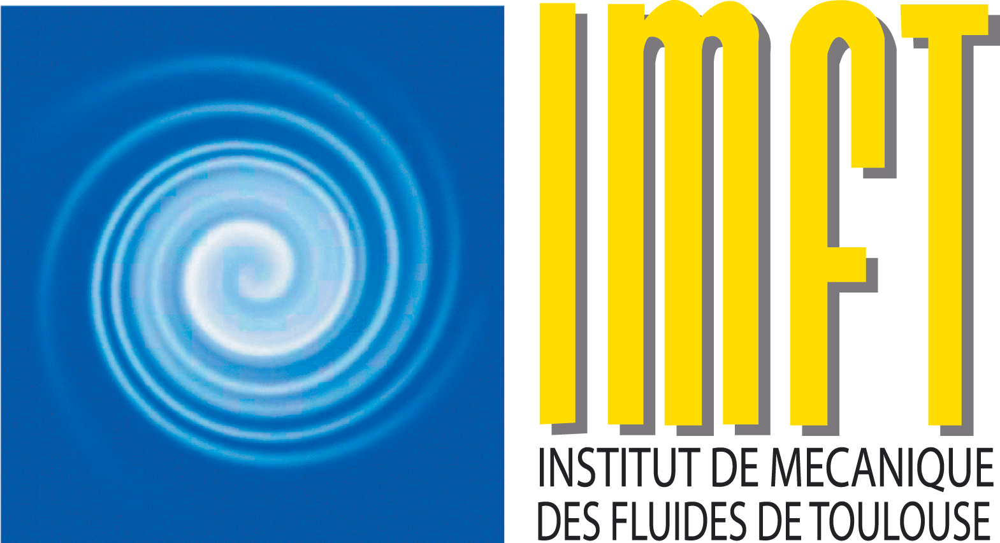 IMFT
INSTITUT DE MECANIQUE
DES FLUIDES DE TOULOUSE